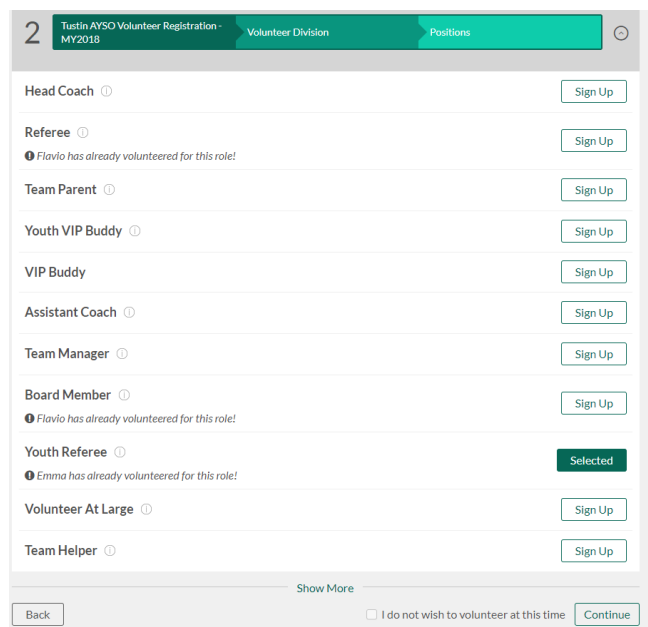 2
Tustin AYSO Volunteer Registration -
MY2018
Volunteer Division
Positions
Head Coach
Sign Up
Referee
Flavio has already volunteered for this role!
Sign Up
Team Parent
Sign Up
Youth VIP Buddy
Sign Up
VIP Buddy
Sign Up
Assistant Coach
Sign Up
Team Manager
Sign Up
Board Member
Flavio has already volunteered for this role!
Sign Up
Youth Referee
Emma has already volunteered for this role!
Selected
Volunteer At Large
Sign Up
Team Helper
Sign Up
Show More
Back
I do not wish to volunteer at this time
Continue